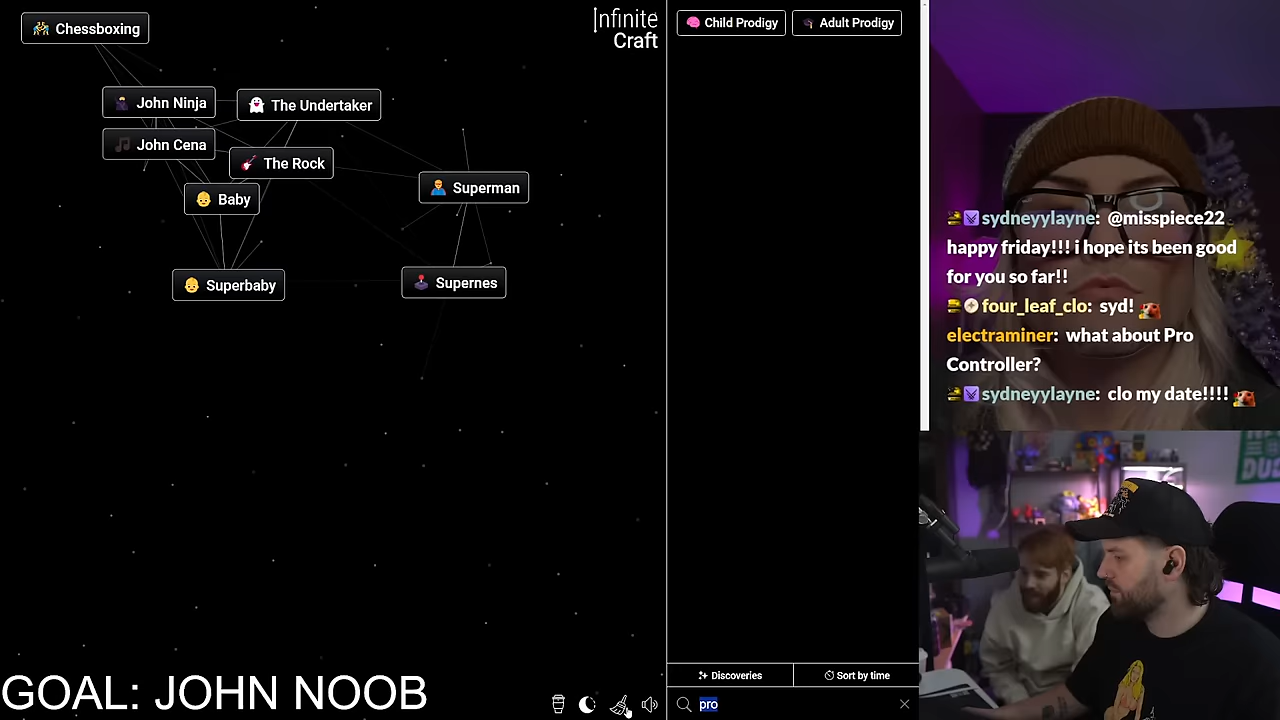 Chessboxing
Infinite
Craft
John Ninja
The Undertaker
John Cena
The Rock
Superman
Baby
Superbaby
Supernes
GOAL: JOHN NOOB
Child Prodigy
Adult Prodigy
Discoveries
Sort by time
pro
sydneyylayne: @misspiece22
happy friday!!! i hope its been good
for you so far!!
four_leaf_clo: syd!
electraminer: what about Pro
Controller?
sydneyylayne: clo my date!!!!